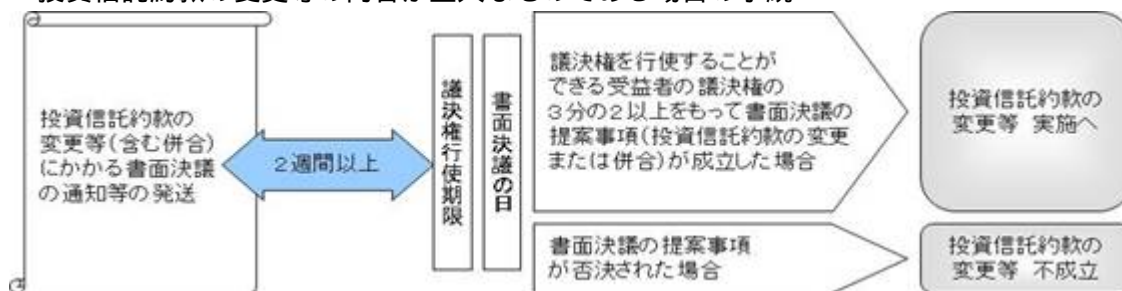 投資信託約款の
変更等(含む併合)
にかかる書面決議
の通知等の発送
2週間以上
議決権行使期限
書面決議の日
議決権を行使することが
できる受益者の議決権の
3分の2以上をもって書面決議の
提案事項(投資信託約款の変更
または併合)が成立した場合
投資信託約款の
変更等 実施へ
書面決議の提案事項
が否決された場合
投資信託約款の
変更等 不成立